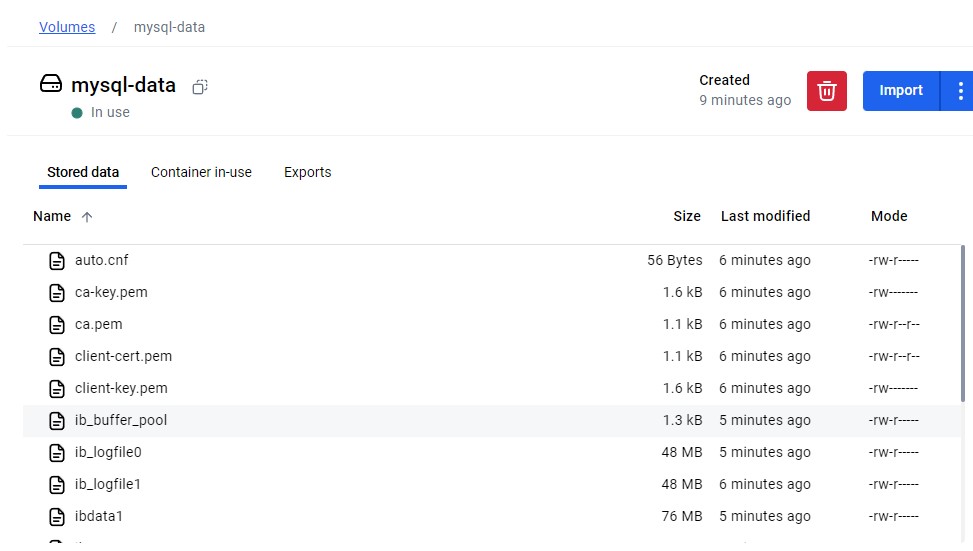 Volumes / mysql-data
mysql-data
In use
Created
9 minutes ago
Import
Stored data Container in-use Exports
Name Size Last modified Mode
auto.cnf 56 Bytes 6 minutes ago -rw-r-----
ca-key.pem 1.6 kB 6 minutes ago -rw-------
ca.pem 1.1 kB 6 minutes ago -rw-r--r--
client-cert.pem 1.1 kB 6 minutes ago -rw-r--r--
client-key.pem 1.6 kB 6 minutes ago -rw-------
ib_buffer_pool 1.3 kB 5 minutes ago -rw-r-----
ib_logfile0 48 MB 5 minutes ago -rw-r-----
ib_logfile1 48 MB 6 minutes ago -rw-r-----
ibdata1 76 MB 5 minutes ago -rw-r-----